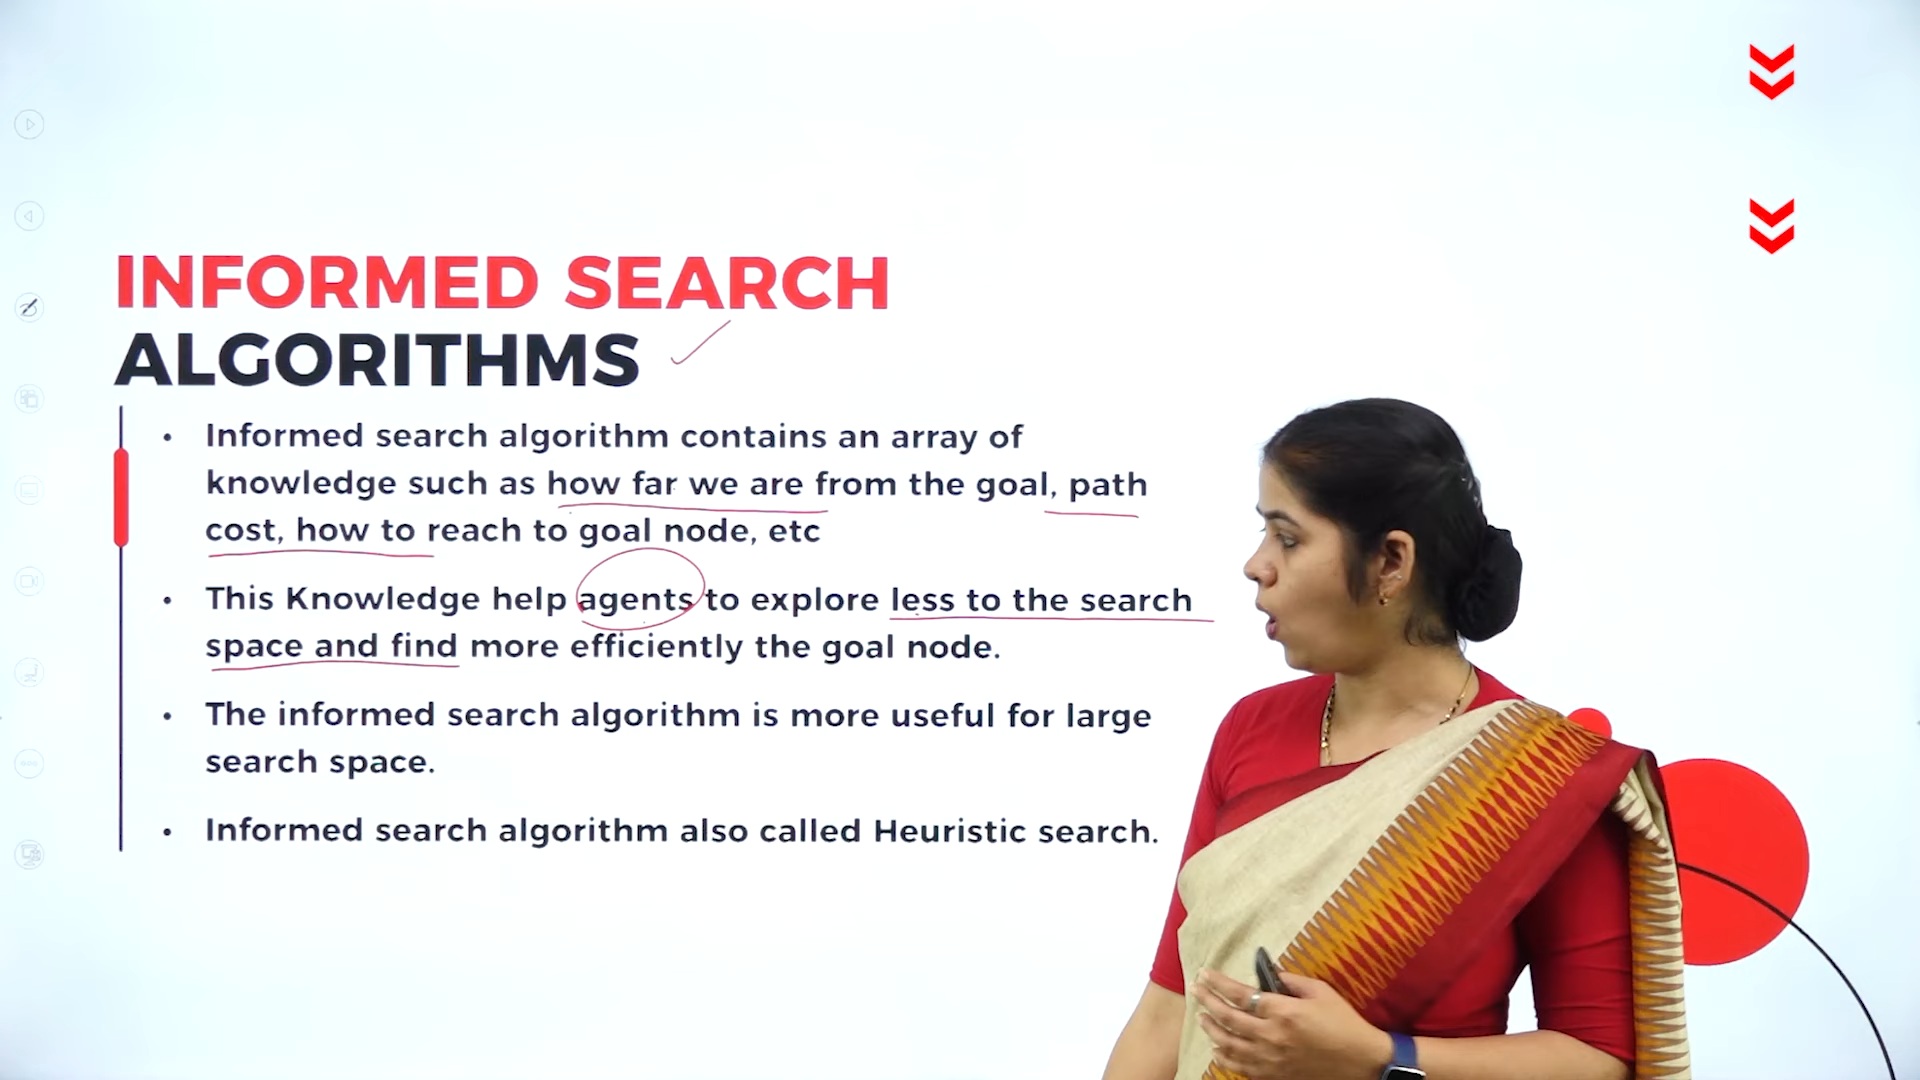 INFORMED SEARCH
ALGORITHMS
• Informed search algorithm contains an array of
knowledge such as how far we are from the goal, path
cost, how to reach to goal node, etc
• This Knowledge help agents to explore less to the search
space and find more efficiently the goal node.
• The informed search algorithm is more useful for large
search space.
• Informed search algorithm also called Heuristic search.